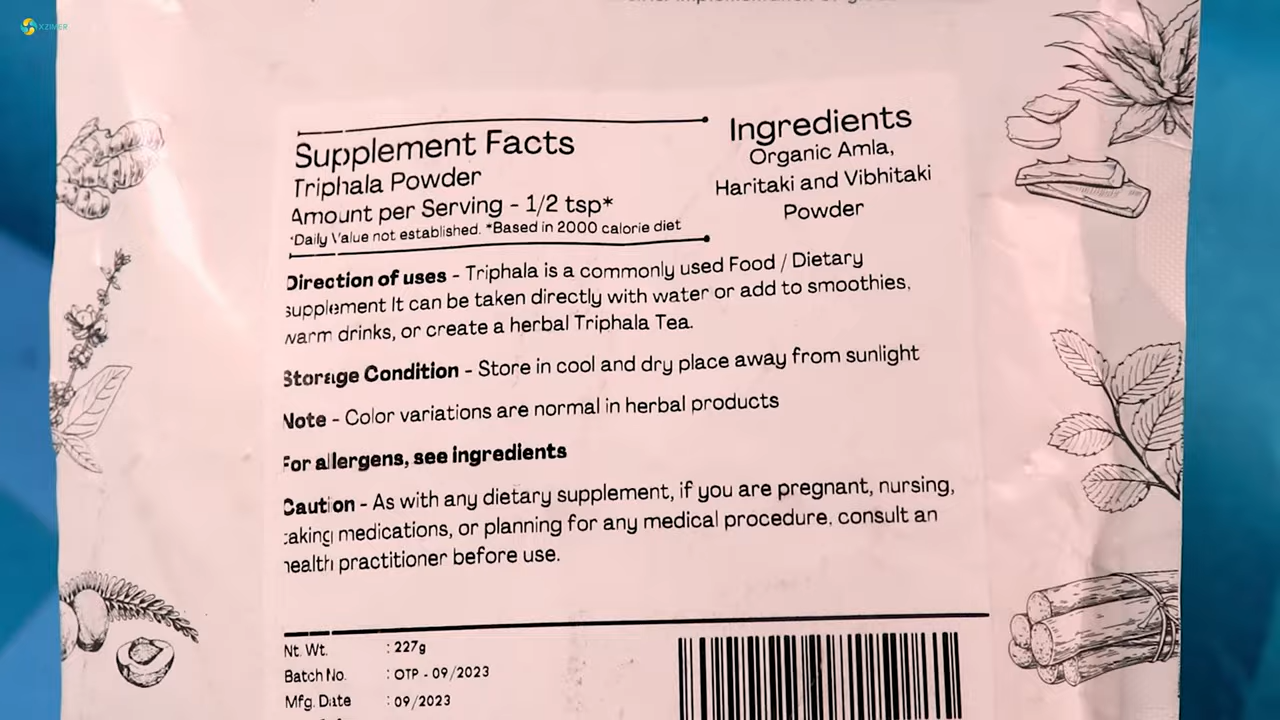 XZIMER
Supplement Facts
Triphala Powder
Amount per Serving - 1/2 tsp*
*Daily Value not established. *Based in 2000 calorie diet
Ingredients
Organic Amla,
Haritaki and Vibhitaki
Powder
Direction of uses - Triphala is a commonly used Food / Dietary
supplement It can be taken directly with water or add to smoothies,
warm drinks, or create a herbal Triphala Tea.
Storage Condition - Store in cool and dry place away from sunlight
Note - Color variations are normal in herbal products
For allergens, see ingredients
Caution - As with any dietary supplement, if you are pregnant, nursing,
taking medications, or planning for any medical procedure, consult an
health practitioner before use.
Nt. Wt. : 227g
Batch No. : OTP - 09/2023
Mfg. Date : 09/2023